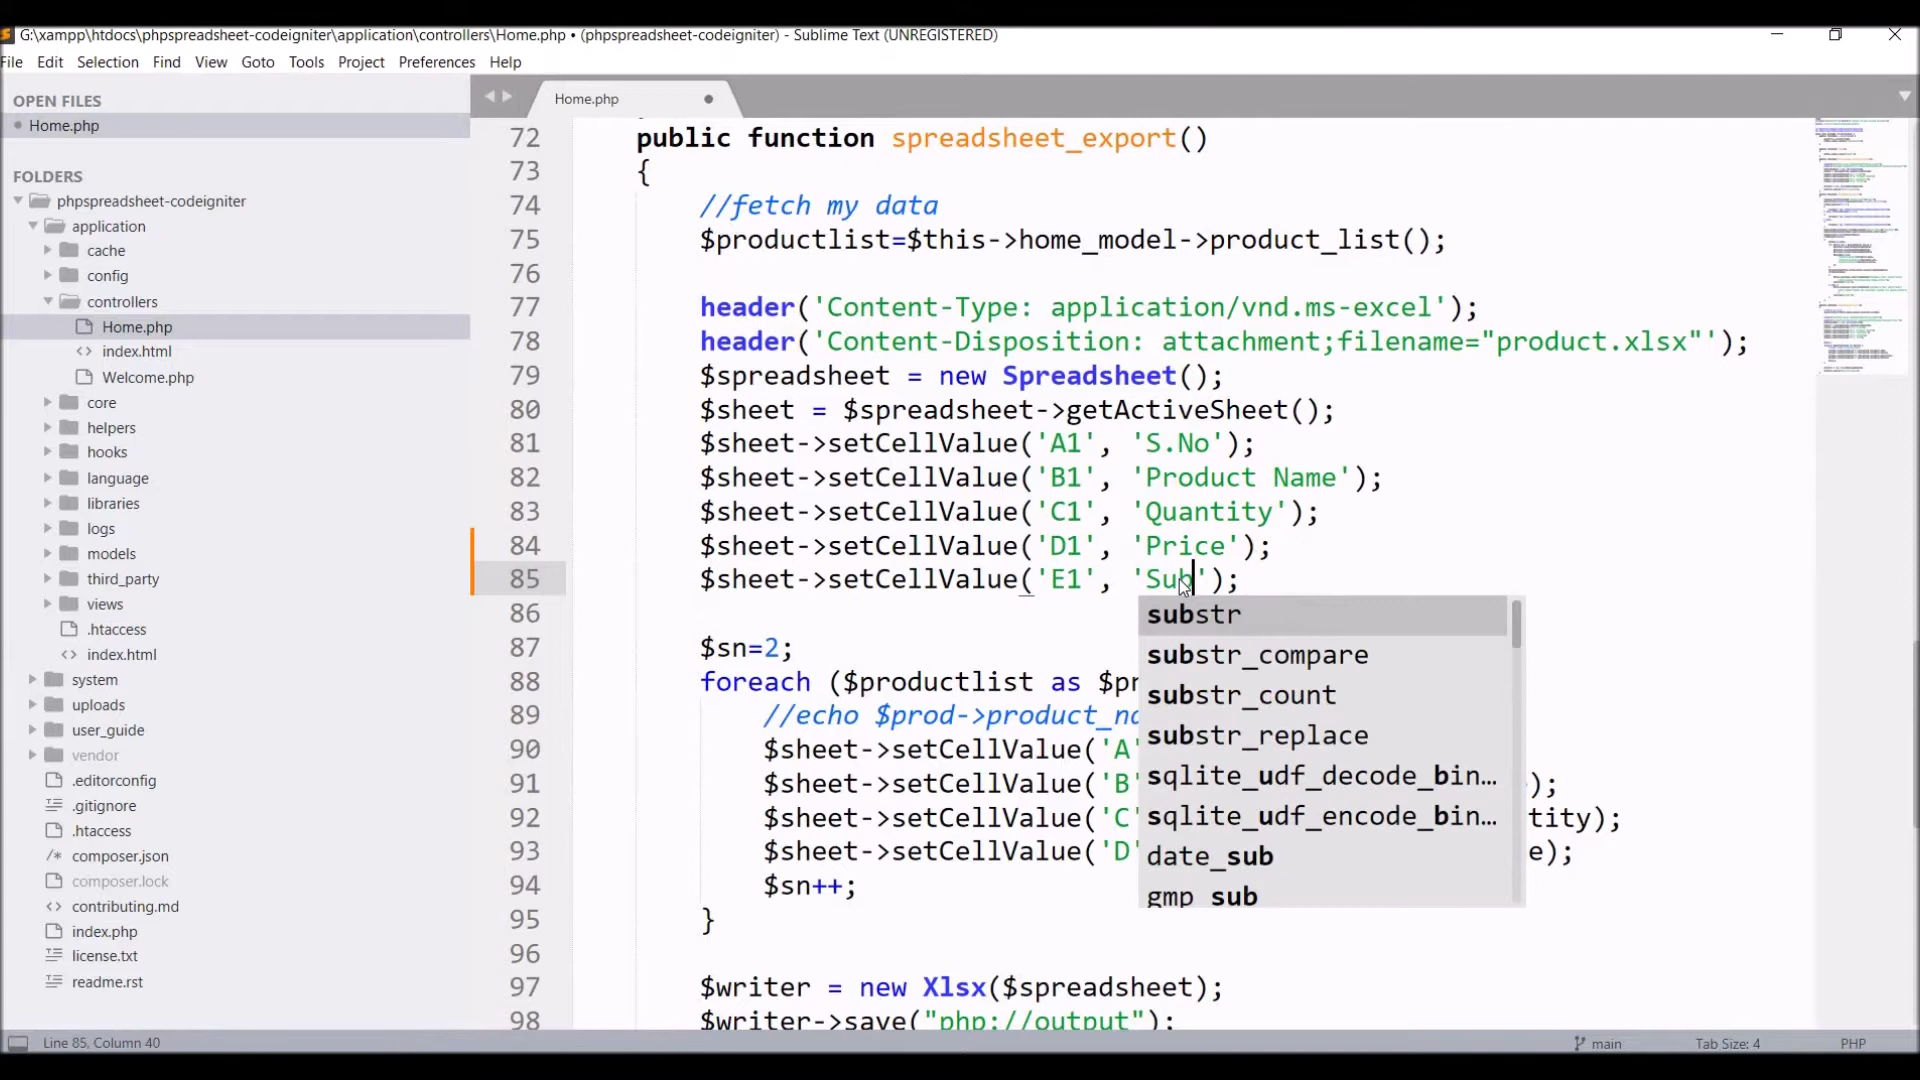 G:\xampp\htdocs\phpspreadsheet-codeigniter\application\controllers\Home.php • (phpspreadsheet-codeigniter) - Sublime Text (UNREGISTERED)
File Edit Selection Find View Goto Tools Project Preferences Help
OPEN FILES
Home.php
FOLDERS
phpspreadsheet-codeigniter
application
cache
config
controllers
Home.php
index.html
Welcome.php
core
helpers
hooks
language
libraries
logs
models
third_party
views
.htaccess
index.html
system
uploads
user_guide
vendor
.editorconfig
.gitignore
.htaccess
composer.json
composer.lock
contributing.md
index.php
license.txt
readme.rst
Home.php
72 public function spreadsheet_export()
73 {
74 //fetch my data
75 $productlist=$this->home_model->product_list();
76
77 header('Content-Type: application/vnd.ms-excel');
78 header('Content-Disposition: attachment;filename="product.xlsx"');
79 $spreadsheet = new Spreadsheet();
80 $sheet = $spreadsheet->getActiveSheet();
81 $sheet->setCellValue('A1', 'S.No');
82 $sheet->setCellValue('B1', 'Product Name');
83 $sheet->setCellValue('C1', 'Quantity');
84 $sheet->setCellValue('D1', 'Price');
85 $sheet->setCellValue('E1', 'Sub');
86
87 $sn=2;
88 foreach ($productlist as $pr
89 //echo $prod->product_na
90 $sheet->setCellValue('A'
91 $sheet->setCellValue('B' );
92 $sheet->setCellValue('C' tity);
93 $sheet->setCellValue('D' e);
94 $sn++;
95 }
96
97 $writer = new Xlsx($spreadsheet);
98 $writer->save("php://output");
substr
substr_compare
substr_count
substr_replace
sqlite_udf_decode_bin…
sqlite_udf_encode_bin…
date_sub
gmp_sub
Line 85, Column 40
main
Tab Size: 4
PHP